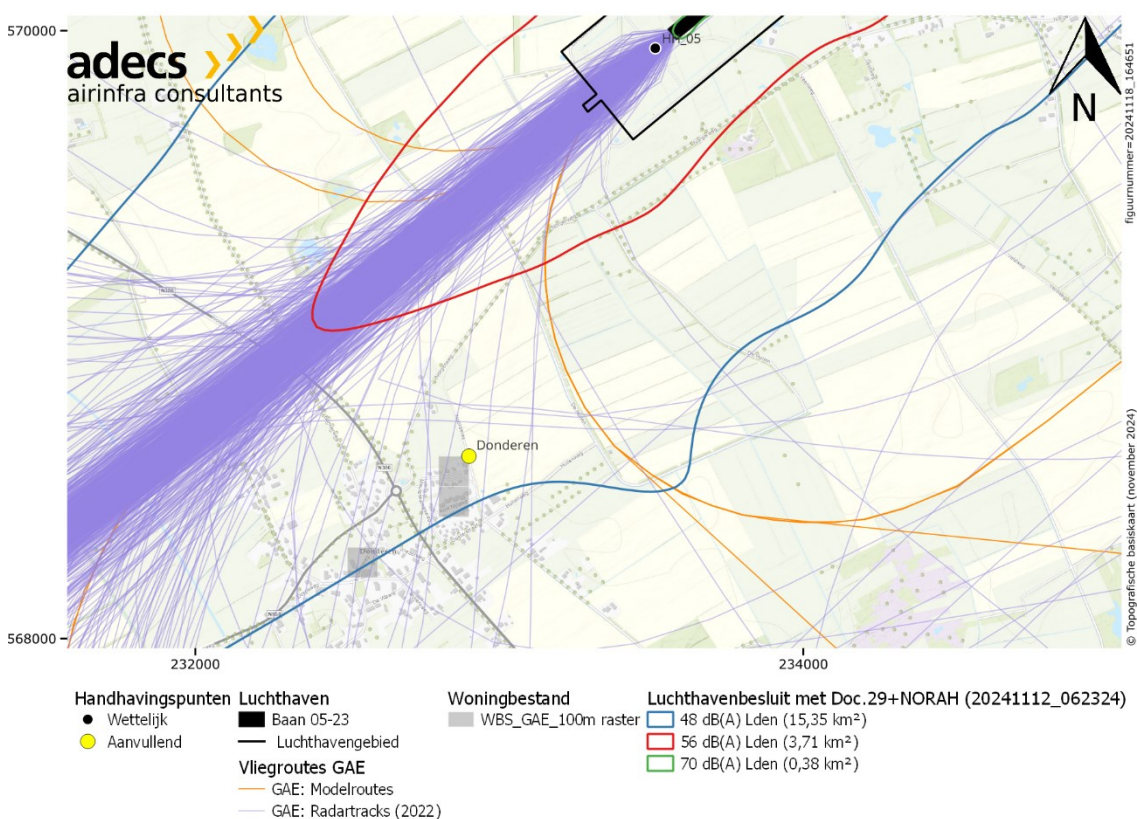 570000
adecs
airinfra consultants
HH_05
N
figuurnummer=20241118_164651
Donderen
© Topografische basiskaart (november 2024)
568000
232000
234000
Handhavingspunten
Wettelijk
Aanvullend
Luchthaven
Baan 05-23
Luchthavengebied
Vliegroutes GAE
GAE: Modelroutes
GAE: Radartracks (2022)
Woningbestand
WBS_GAE_100m raster
Luchthavenbesluit met Doc.29+NORAH (20241112_062324)
48 dB(A) Lden (15,35 km²)
56 dB(A) Lden (3,71 km²)
70 dB(A) Lden (0,38 km²)